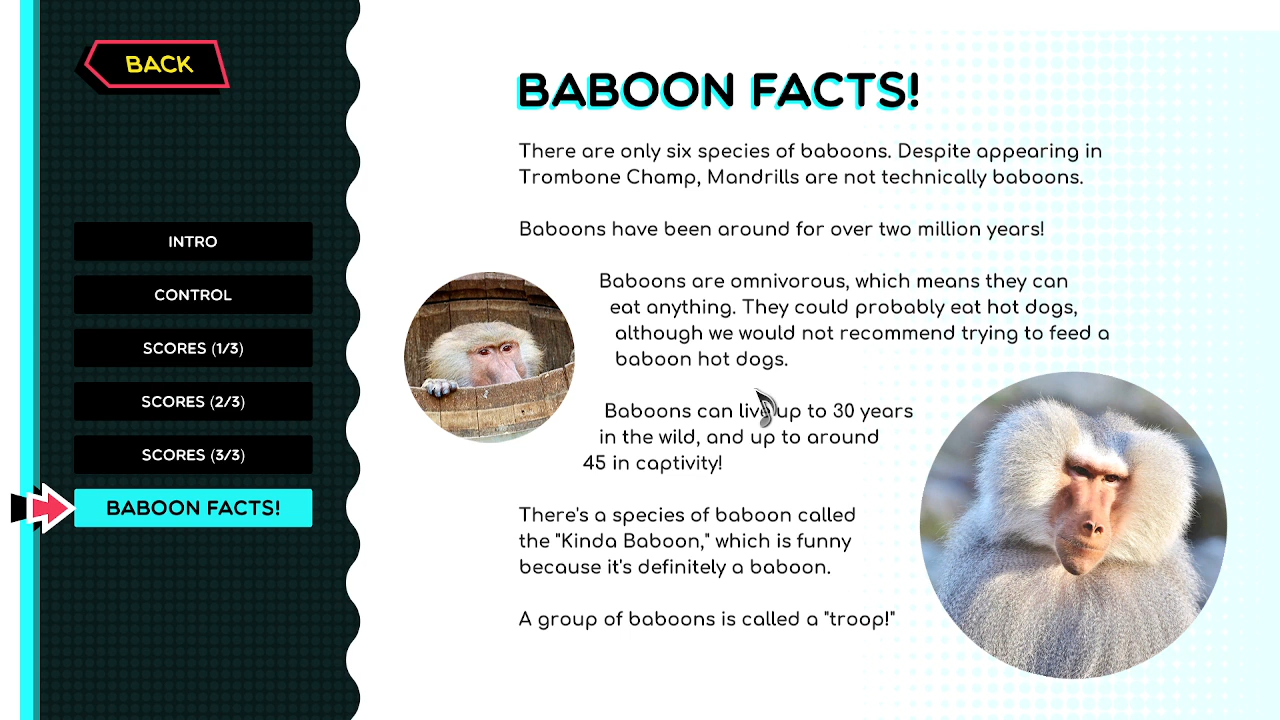 BACK
INTRO
CONTROL
SCORES (1/3)
SCORES (2/3)
SCORES (3/3)
BABOON FACTS!
BABOON FACTS!
There are only six species of baboons. Despite appearing in
Trombone Champ, Mandrills are not technically baboons.
Baboons have been around for over two million years!
Baboons are omnivorous, which means they can
eat anything. They could probably eat hot dogs,
although we would not recommend trying to feed a
baboon hot dogs.
Baboons can live up to 30 years
in the wild, and up to around
45 in captivity!
There's a species of baboon called
the "Kinda Baboon," which is funny
because it's definitely a baboon.
A group of baboons is called a "troop!"